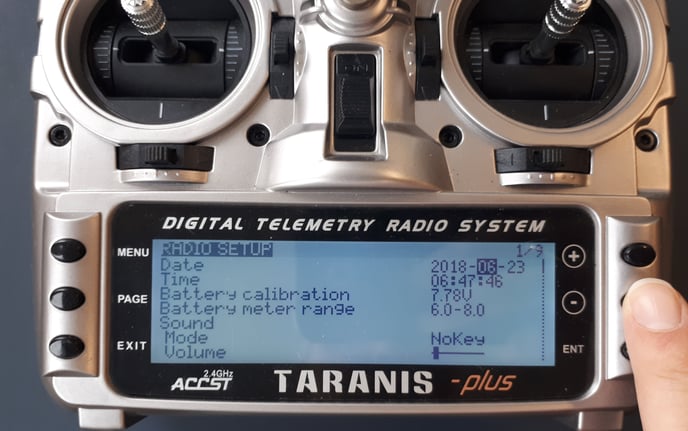 DIGITAL TELEMETRY RADIO SYSTEM
MENU
PAGE
EXIT
RADIO SETUP 1/9
Date 2018-06-23
Time 06:47:46
Battery calibration 7.78V
Battery meter range 6.0-8.0
Sound
Mode NoKey
Volume
+
-
ENT
2.4GHz
ACCST
TARANIS -plus